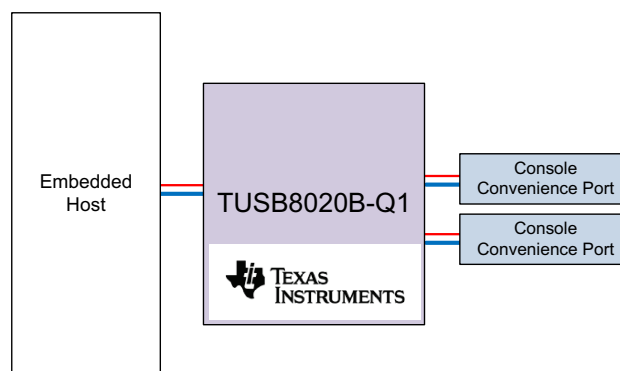 Embedded
Host
TUSB8020B-Q1
TEXAS
INSTRUMENTS
Console
Convenience Port
Console
Convenience Port